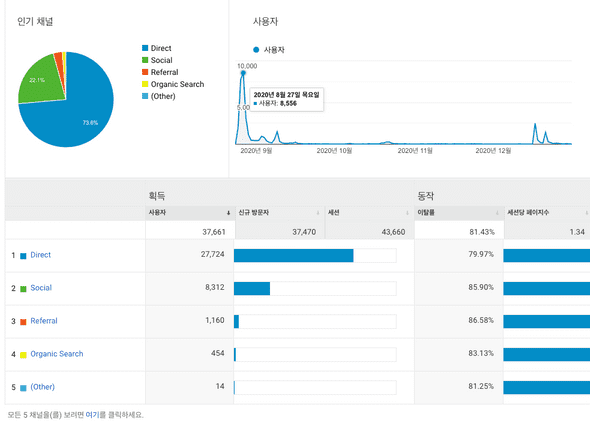 인기 채널
Direct
Social
Referral
Organic Search
(Other)
22.1%
73.6%
사용자
사용자
10,000
5,00
2020년 8월 27일 목요일
사용자: 8,556
2020년 9월
2020년 10월
2020년 11월
2020년 12월
획득 동작
사용자 신규 방문자 세션 이탈률 세션당 페이지수
37,661 37,470 43,660 81.43% 1.34
1 Direct 27,724 79.97%
2 Social 8,312 85.90%
3 Referral 1,160 86.58%
4 Organic Search 454 83.13%
5 (Other) 14 81.25%
모든 5 채널을(를) 보려면 여기를 클릭하세요.